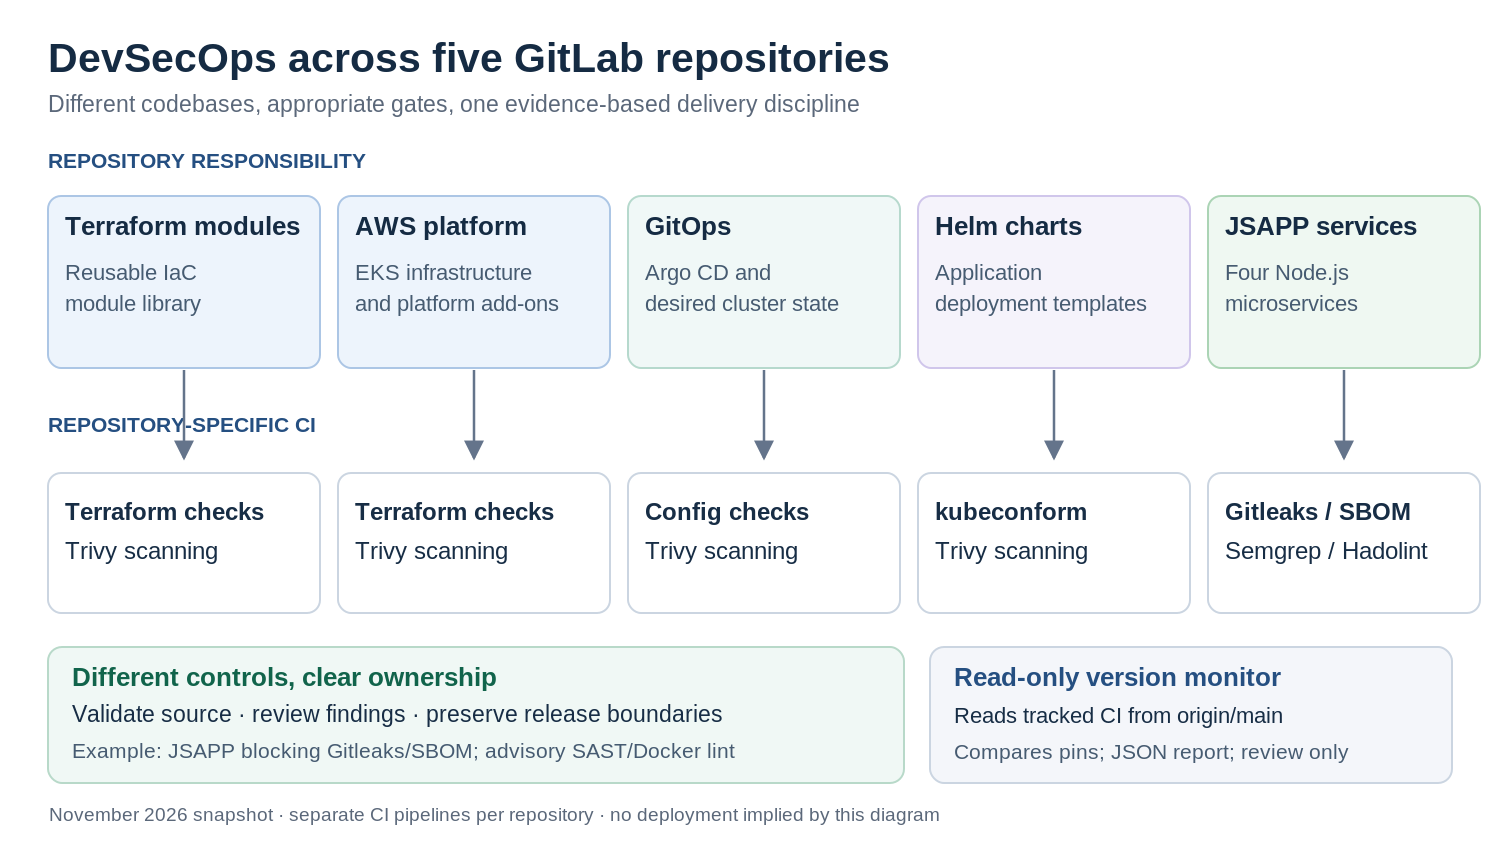 DevSecOps across five GitLab repositories
Different codebases, appropriate gates, one evidence-based delivery discipline
REPOSITORY RESPONSIBILITY
Terraform modules
Reusable IaC
module library
AWS platform
EKS infrastructure
and platform add-ons
GitOps
Argo CD and
desired cluster state
Helm charts
Application
deployment templates
JSAPP services
Four Node.js
microservices
REPOSITORY-SPECIFIC CI
Terraform checks
Trivy scanning
Terraform checks
Trivy scanning
Config checks
Trivy scanning
kubeconform
Trivy scanning
Gitleaks / SBOM
Semgrep / Hadolint
Different controls, clear ownership
Validate source · review findings · preserve release boundaries
Example: JSAPP blocking Gitleaks/SBOM; advisory SAST/Docker lint
Read-only version monitor
Reads tracked CI from origin/main
Compares pins; JSON report; review only
November 2026 snapshot · separate CI pipelines per repository · no deployment implied by this diagram